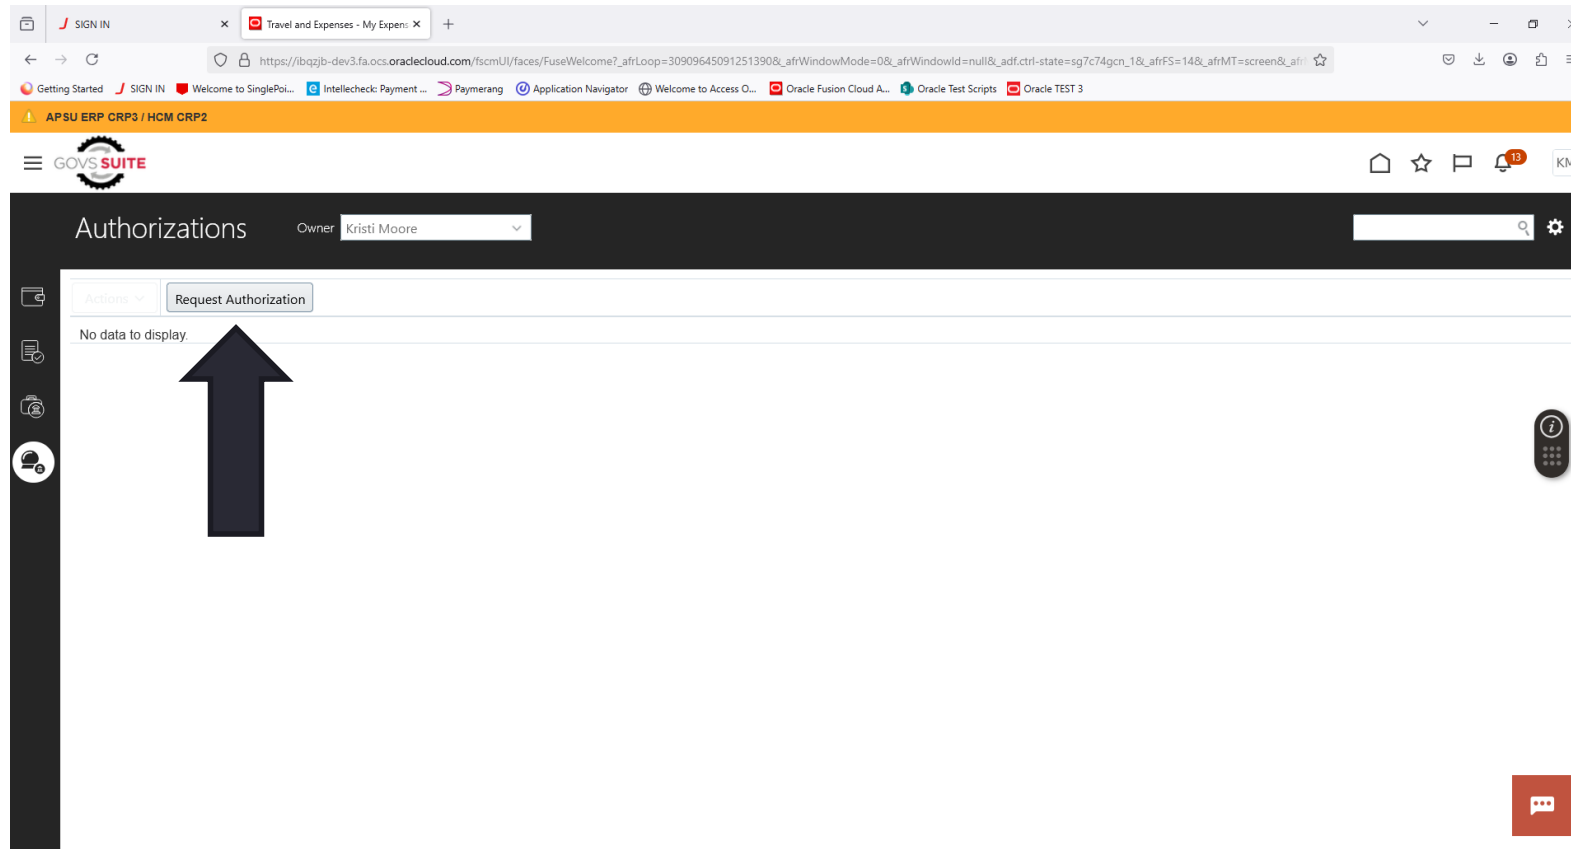 SIGN IN
Travel and Expenses - My Expens
https://ibqzjb-dev3.fa.ocs.oraclecloud.com/fscmUI/faces/FuseWelcome?_afrLoop=30909645091251390&_afrWindowMode=0&_afrWindowId=null&_adf.ctrl-state=sg7c74gcn_1&_afrFS=14&_afrMT=screen&_afr
Getting Started SIGN IN Welcome to SinglePoi... Intellecheck: Payment ... Paymerang Application Navigator Welcome to Access O... Oracle Fusion Cloud A... Oracle Test Scripts Oracle TEST 3
APSU ERP CRP3 / HCM CRP2
GOVS SUITE
13
KM
Authorizations
Owner Kristi Moore
Actions
Request Authorization
No data to display.